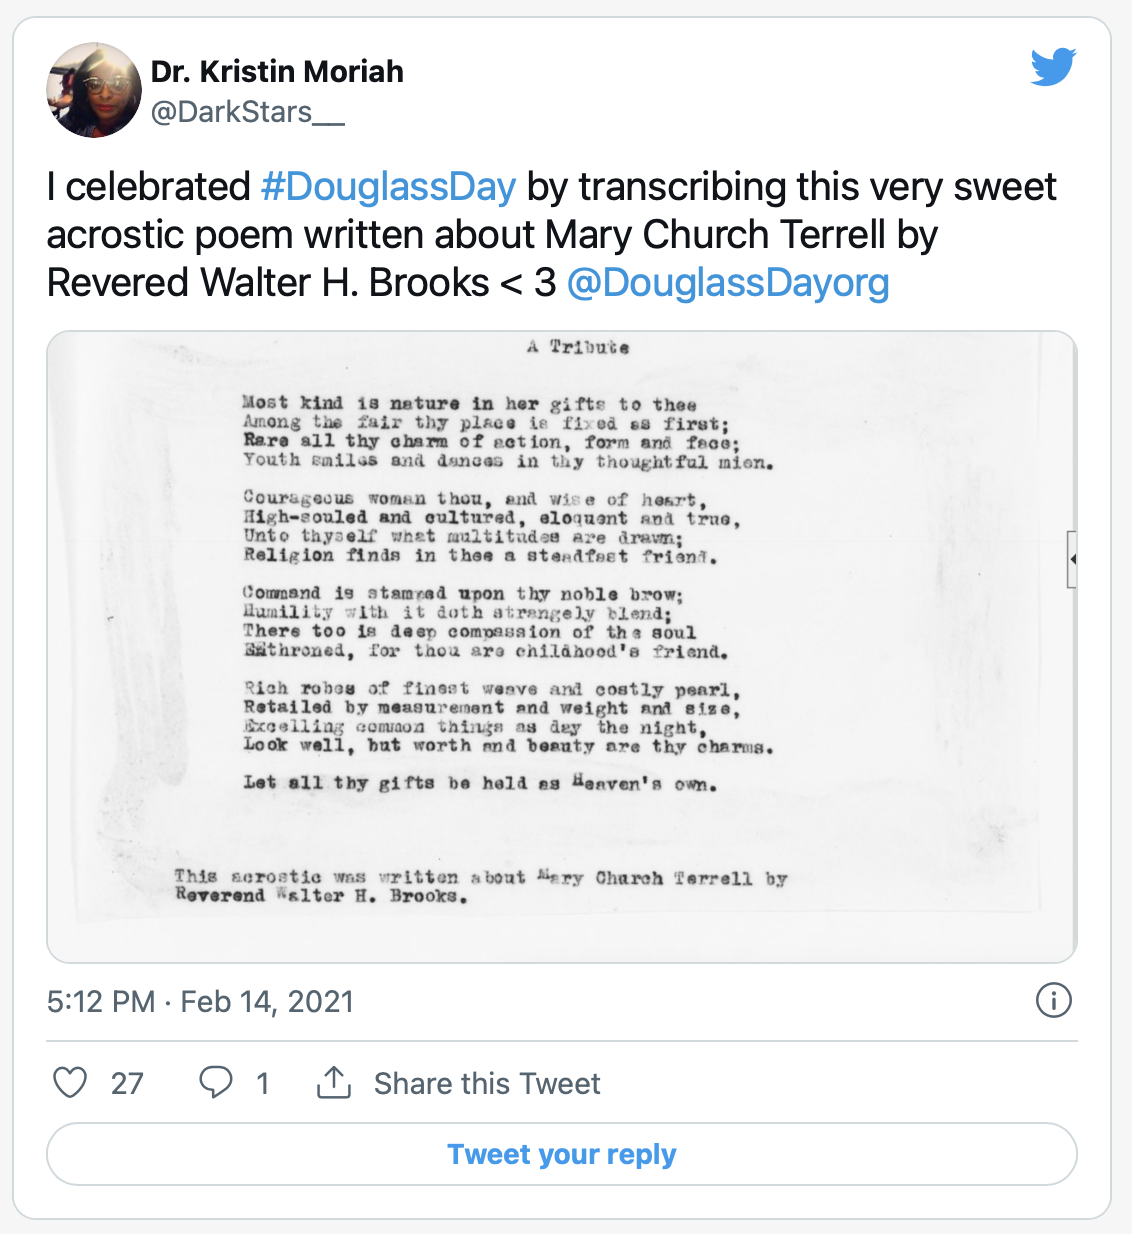 Dr. Kristin Moriah
@DarkStars__
I celebrated #DouglassDay by transcribing this very sweet
acrostic poem written about Mary Church Terrell by
Revered Walter H. Brooks < 3 @DouglassDayorg
A Tribute
Most kind is nature in her gifts to thee
Among the fair thy place is fixed as first;
Rare all thy charm of action, form and face;
Youth smiles and dances in thy thoughtful mien.
Courageous woman thou, and wise of heart,
High-souled and cultured, eloquent and true,
Unto thyself what multitudes are drawn;
Religion finds in thee a steadfast friend.
Command is stamped upon thy noble brow;
Humility with it doth strangely blend;
There too is deep compassion of the soul
Enthroned, for thou are childhood's friend.
Rich robes of finest weave and costly pearl,
Retailed by measurement and weight and size,
Excelling common things as day the night,
Look well, but worth and beauty are thy charms.
Let all thy gifts be held as Heaven's own.
This acrostic was written about Mary Church Terrell by
Reverend Walter H. Brooks.
5:12 PM · Feb 14, 2021
27 1 Share this Tweet
Tweet your reply